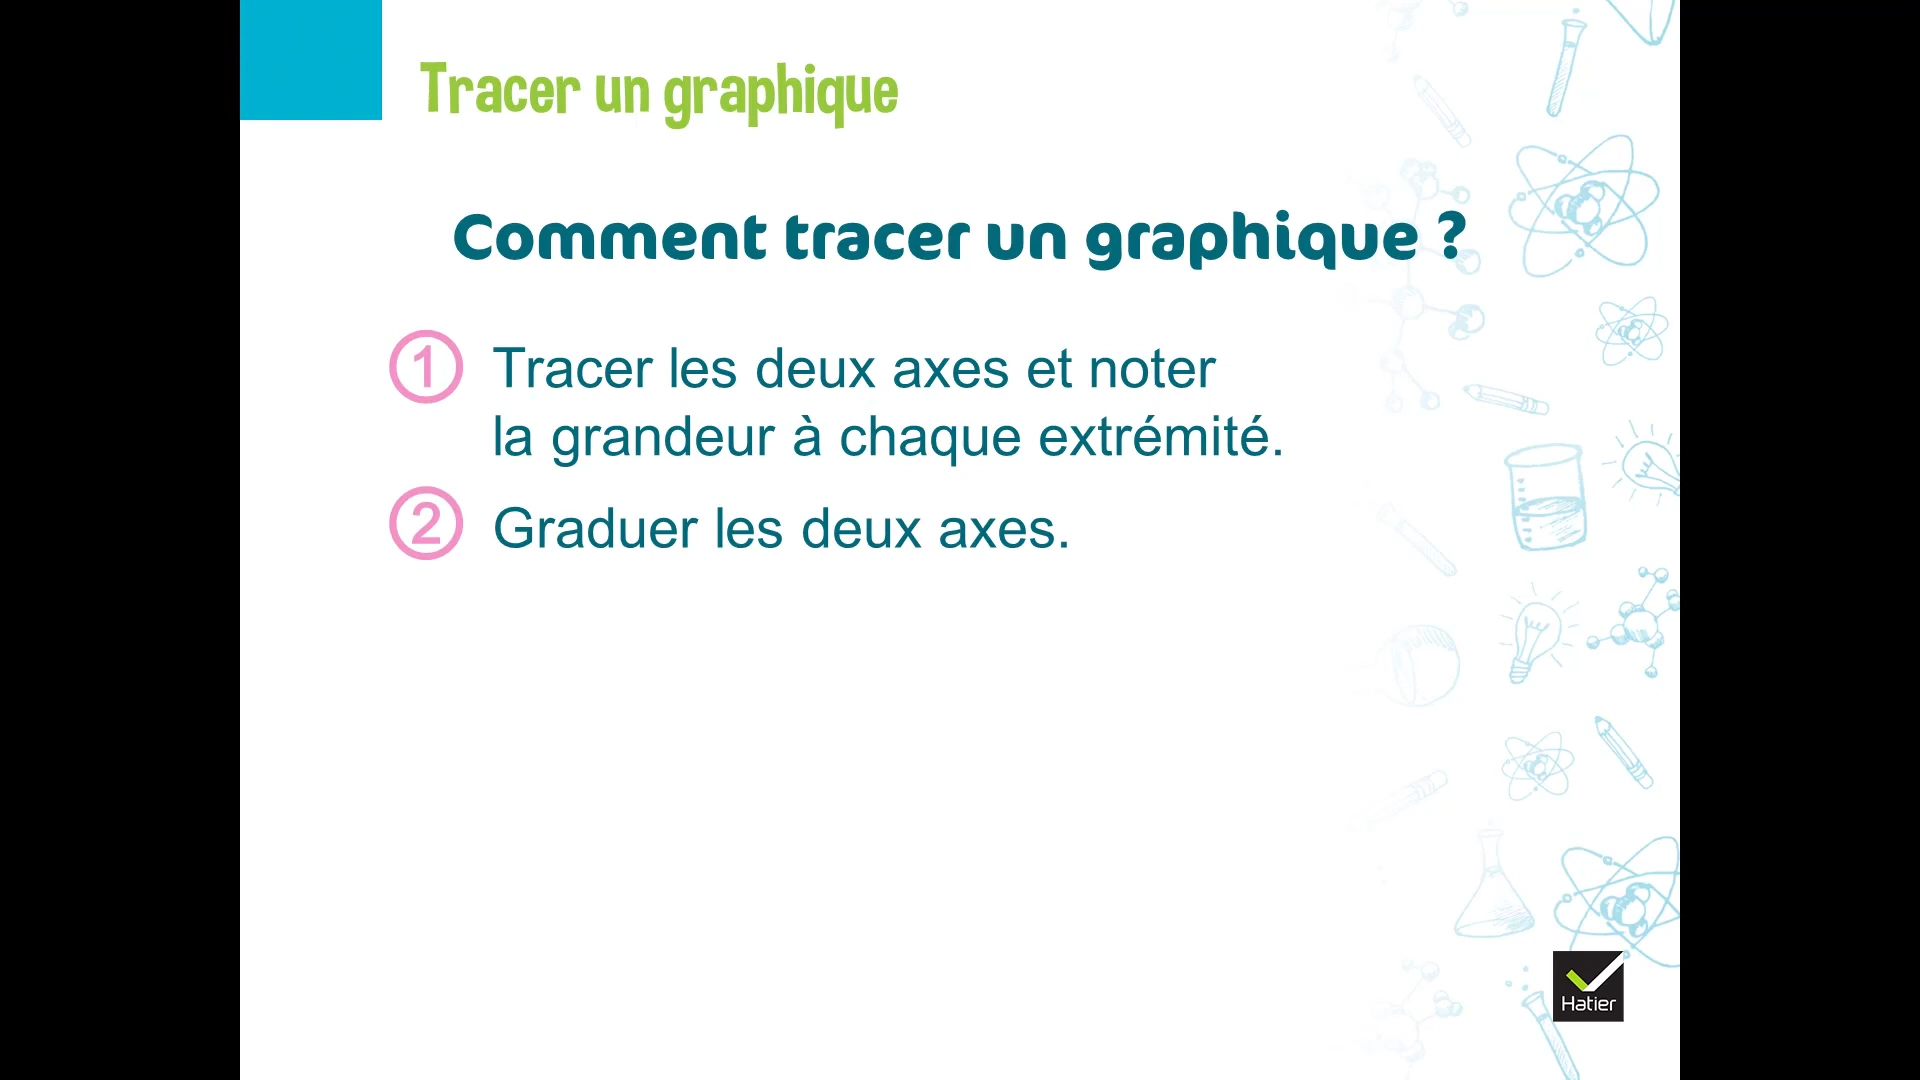 Tracer un graphique
Comment tracer un graphique ?
1 Tracer les deux axes et noter
la grandeur à chaque extrémité.
2 Graduer les deux axes.
Hatier